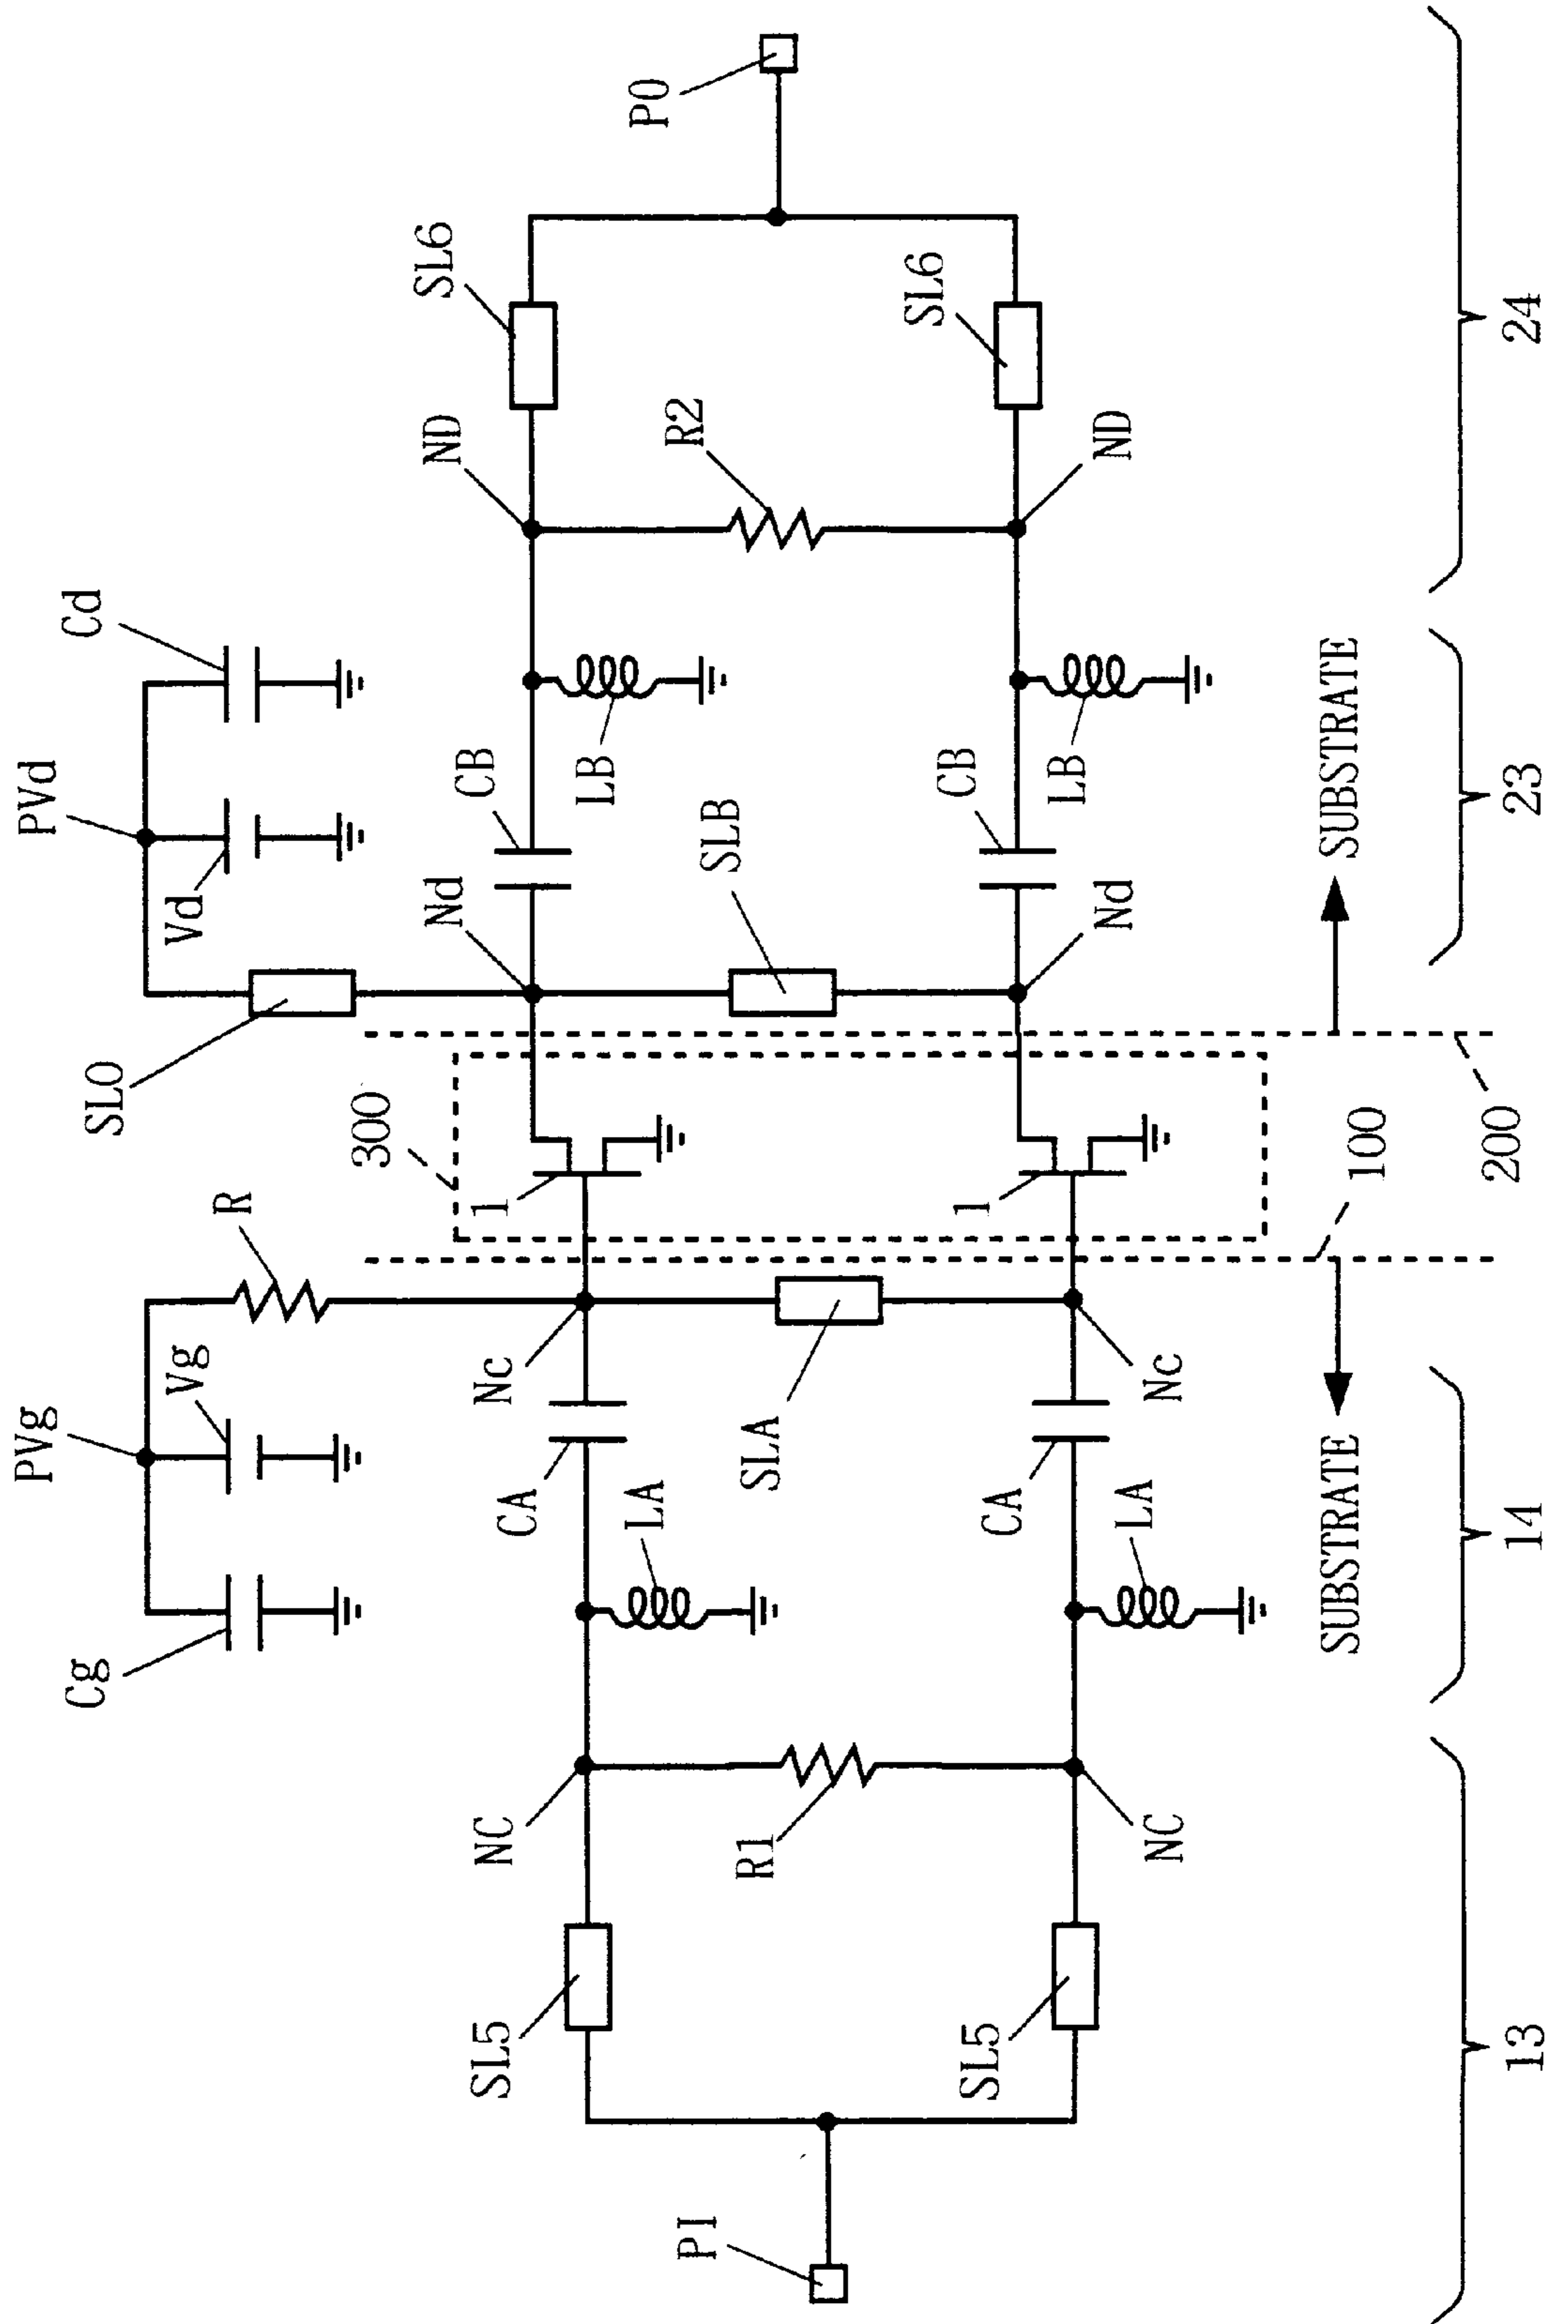 PVg
PVd
Cg
Vg
SLO
Vd
Cd
R
300
NC
Nc
Nd
ND
SL6
SL5
CA
1
CB
LA
LB
PI
R1
SLA
SLB
R2
PO
SL5
CA
1
CB
SL6
LA
LB
NC
Nc
Nd
ND
SUBSTRATE
SUBSTRATE
100
200
13
14
23
24